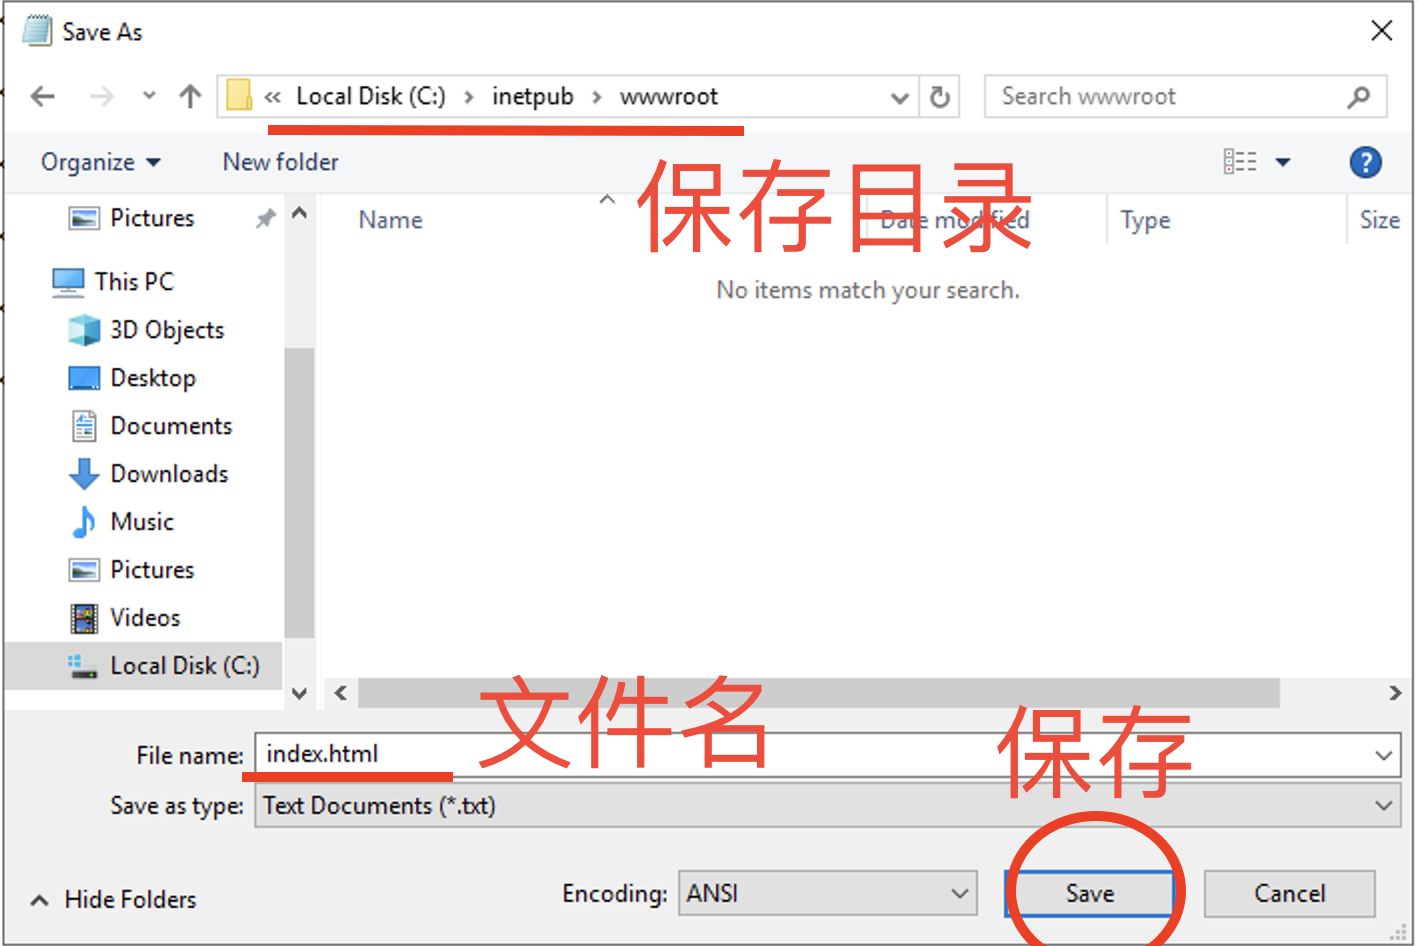 Save As
« Local Disk (C:) › inetpub › wwwroot
Search wwwroot
Organize
New folder
保存目录
Name
Date modified
Type
Size
No items match your search.
Pictures
This PC
3D Objects
Desktop
Documents
Downloads
Music
Pictures
Videos
Local Disk (C:)
文件名
File name: index.html
保存
Save as type: Text Documents (*.txt)
Hide Folders
Encoding: ANSI
Save
Cancel